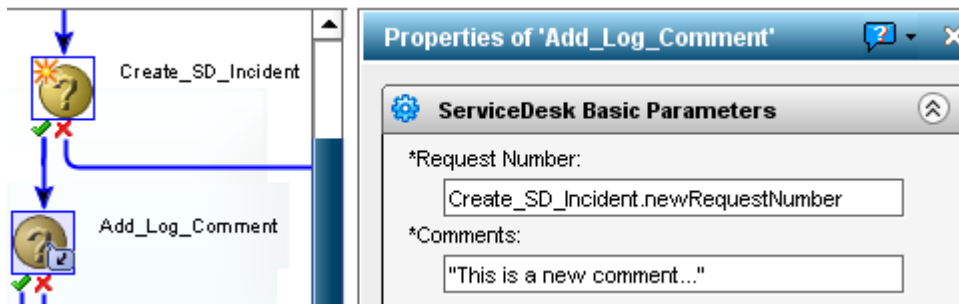 Create_SD_Incident
Add_Log_Comment
Properties of 'Add_Log_Comment'
ServiceDesk Basic Parameters
*Request Number:
Create_SD_Incident.newRequestNumber
*Comments:
"This is a new comment..."